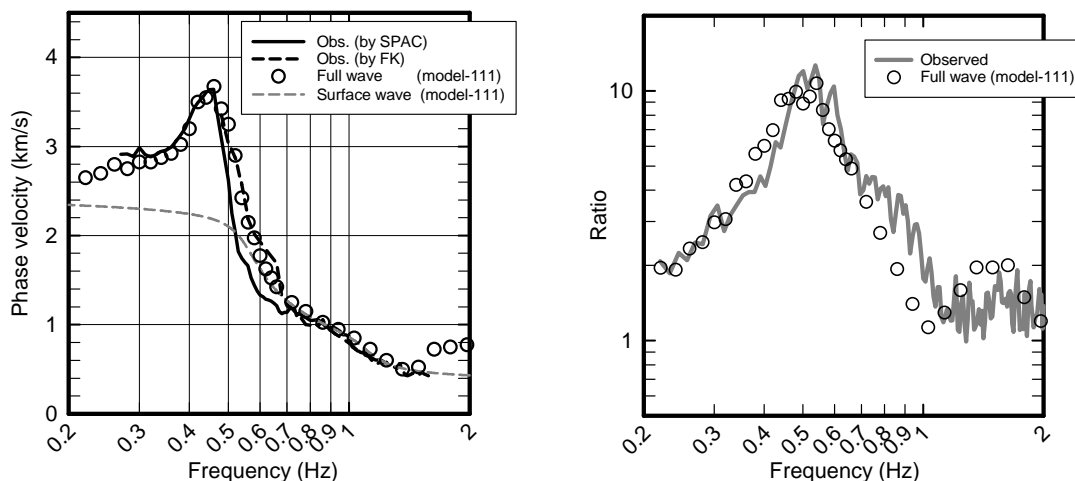 Obs. (by SPAC)
Obs. (by FK)
Full wave (model-111)
Surface wave (model-111)
Phase velocity (km/s)
4
3
2
1
0
0.2
0.3
0.4
0.5
0.6
0.7
0.8
0.9
1
2
Frequency (Hz)
Observed
Full wave (model-111)
Ratio
10
1
0.2
0.3
0.4
0.5
0.6
0.7
0.8
0.9
1
2
Frequency (Hz)